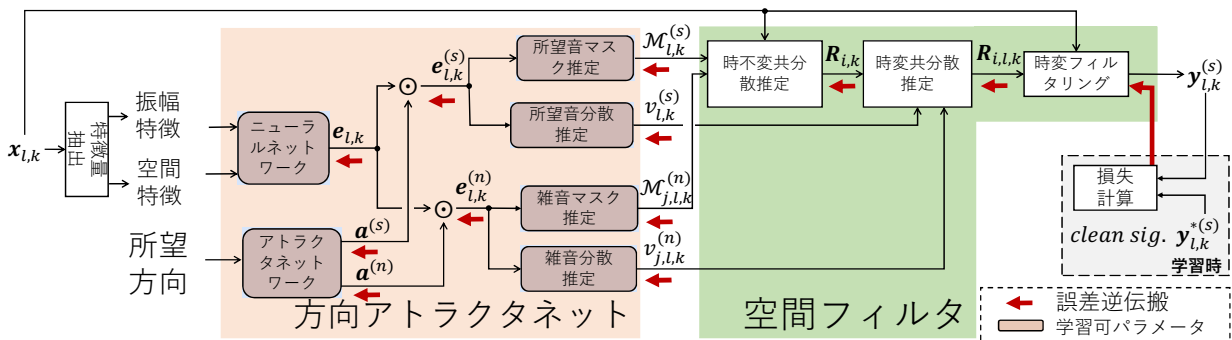 𝒙_{l,k}
特徴量
抽出
振幅
特徴
空間
特徴
所望
方向
ニューラ
ルネット
ワーク
𝒆_{l,k}
アトラク
タネット
ワーク
𝒂^{(s)}
𝒂^{(n)}
⊙
𝒆_{l,k}^{(s)}
⊙
𝒆_{l,k}^{(n)}
所望音マス
ク推定
ℳ_{l,k}^{(s)}
所望音分散
推定
v_{l,k}^{(s)}
雑音マスク
推定
ℳ_{j,l,k}^{(n)}
雑音分散
推定
v_{j,l,k}^{(n)}
方向アトラクタネット
時不変共分
散推定
𝑹_{i,k}
時変共分散
推定
𝑹_{i,l,k}
時変フィル
タリング
𝐲_{l,k}^{(s)}
空間フィルタ
損失
計算
clean sig. 𝐲_{l,k}^{*(s)}
学習時
誤差逆伝搬
学習可パラメータ